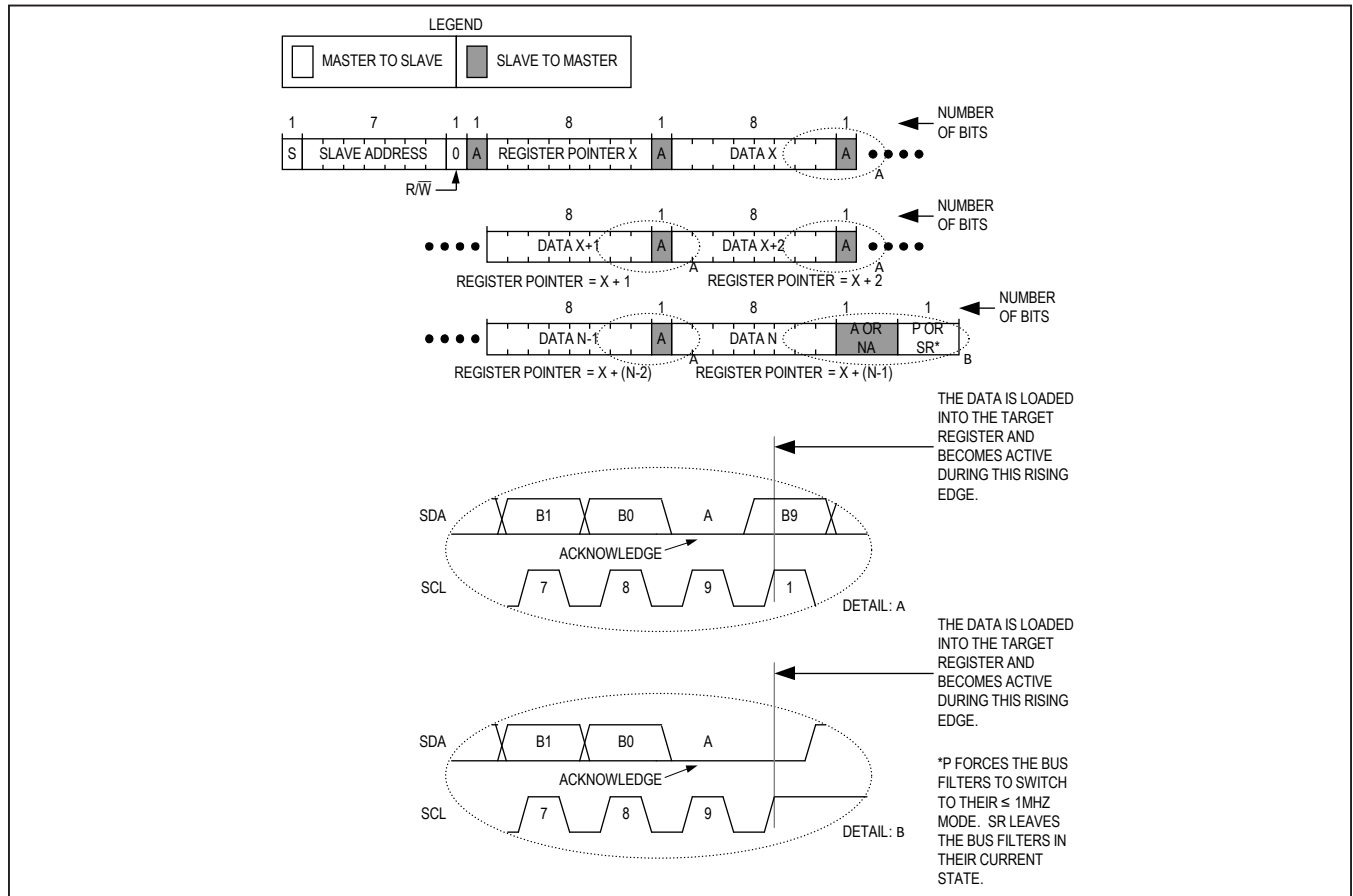 LEGEND
MASTER TO SLAVE SLAVE TO MASTER
1 7 1 1 8 1 8 1 NUMBER
OF BITS
S SLAVE ADDRESS 0 A REGISTER POINTER X A DATA X A
A
R/W̅
8 1 8 1 NUMBER
OF BITS
DATA X+1 A DATA X+2 A
A A
REGISTER POINTER = X + 1 REGISTER POINTER = X + 2
8 1 8 1 1 NUMBER
OF BITS
DATA N-1 A DATA N A OR
NA P OR
SR*
A B
REGISTER POINTER = X + (N-2) REGISTER POINTER = X + (N-1)
THE DATA IS LOADED
INTO THE TARGET
REGISTER AND
BECOMES ACTIVE
DURING THIS RISING
EDGE.
SDA B1 B0 A B9
ACKNOWLEDGE
SCL 7 8 9 1
DETAIL: A
THE DATA IS LOADED
INTO THE TARGET
REGISTER AND
BECOMES ACTIVE
DURING THIS RISING
EDGE.
SDA B1 B0 A
ACKNOWLEDGE
SCL 7 8 9
DETAIL: B
*P FORCES THE BUS
FILTERS TO SWITCH
TO THEIR ≤ 1MHZ
MODE. SR LEAVES
THE BUS FILTERS IN
THEIR CURRENT
STATE.